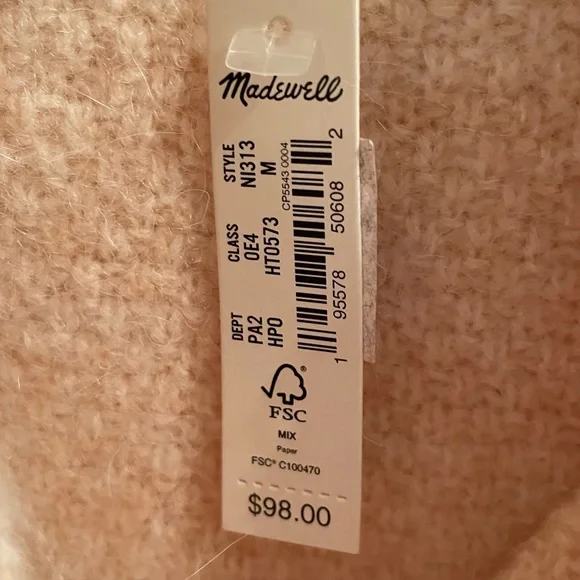 Madewell
DEPT CLASS STYLE
PA2 0E4 NI313
HP0 HT0573 M
CP5543 0004
1 95578 50608 2
FSC®
MIX
Paper
FSC® C100470
$98.00